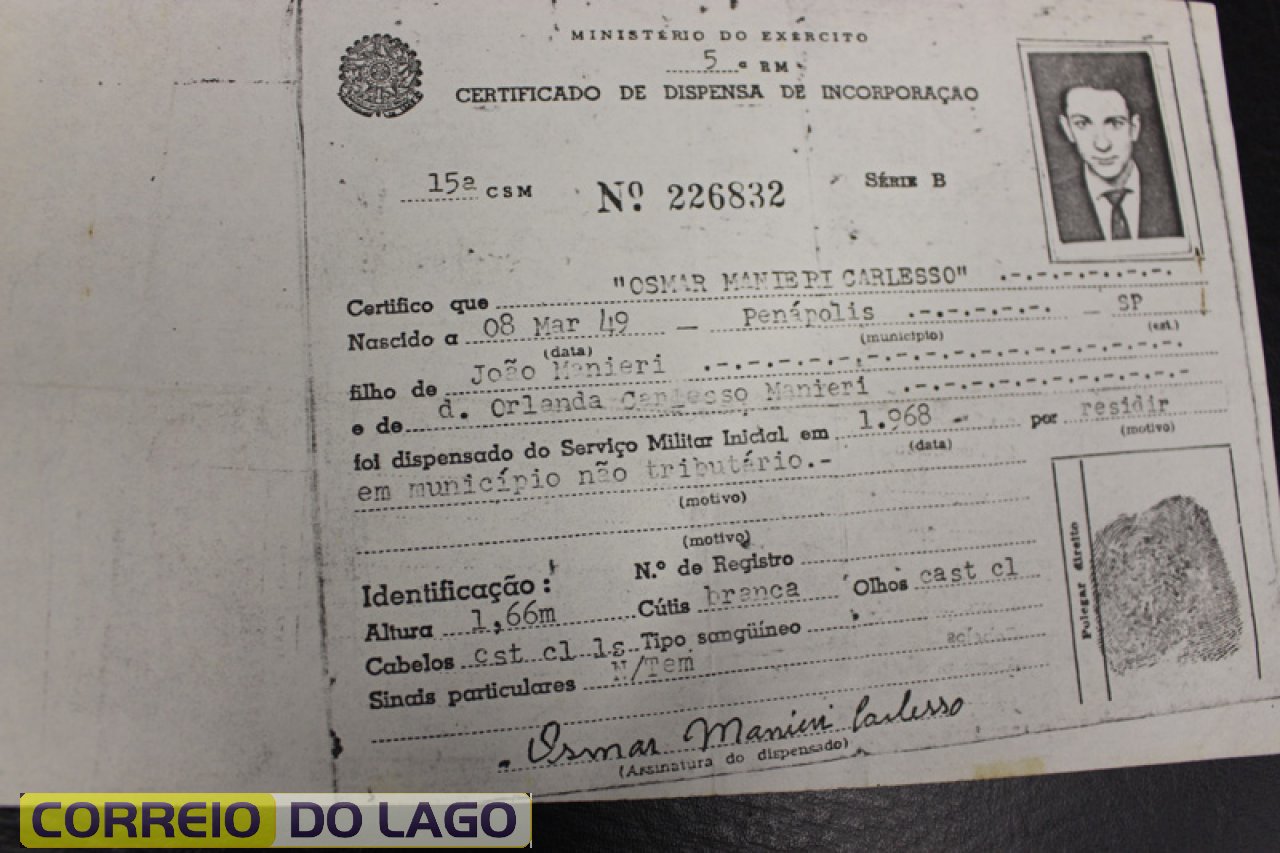 MINISTÉRIO DO EXÉRCITO
5 ª RM
CERTIFICADO DE DISPENSA DE INCORPORAÇÃO
15a CSM Nº 226832 SÉRIE B
Certifico que "OSMAR MANIERI CARLESSO" .-.-.-.-.-.-.
Nascido a 08 Mar 49 — Penápolis .-.-.-.-.-. — SP
(data) (município) (est.)
filho de João Manieri .-.-.-.-.-.-.-.-.-.-.-.-.-.-.-.-.
e de d. Orlanda Carlesso Manieri .-.-.-.-.-.-.-.-.-.-
foi dispensado do Serviço Militar Inicial em 1.968 - por residir
(data) (motivo)
em município não tributário.-
(motivo)
(motivo)
Identificação: N.º de Registro
Altura 1,66m Cútis branca Olhos cast cl
Cabelos cst cl ls Tipo sangüíneo
Sinais particulares N/Tem
Osmar Manieri Carlesso
(Assinatura do dispensado)
Polegar direito
CORREIO DO LAGO